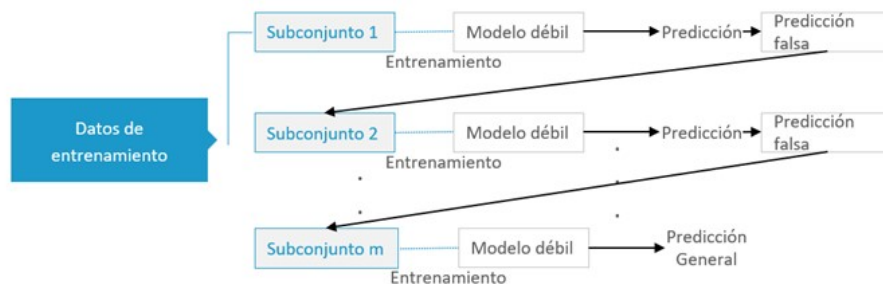 Datos de
entrenamiento
Subconjunto 1
Entrenamiento
Modelo débil
Predicción
Predicción
falsa
Subconjunto 2
Entrenamiento
Modelo débil
Predicción
Predicción
falsa
Subconjunto m
Entrenamiento
Modelo débil
Predicción
General